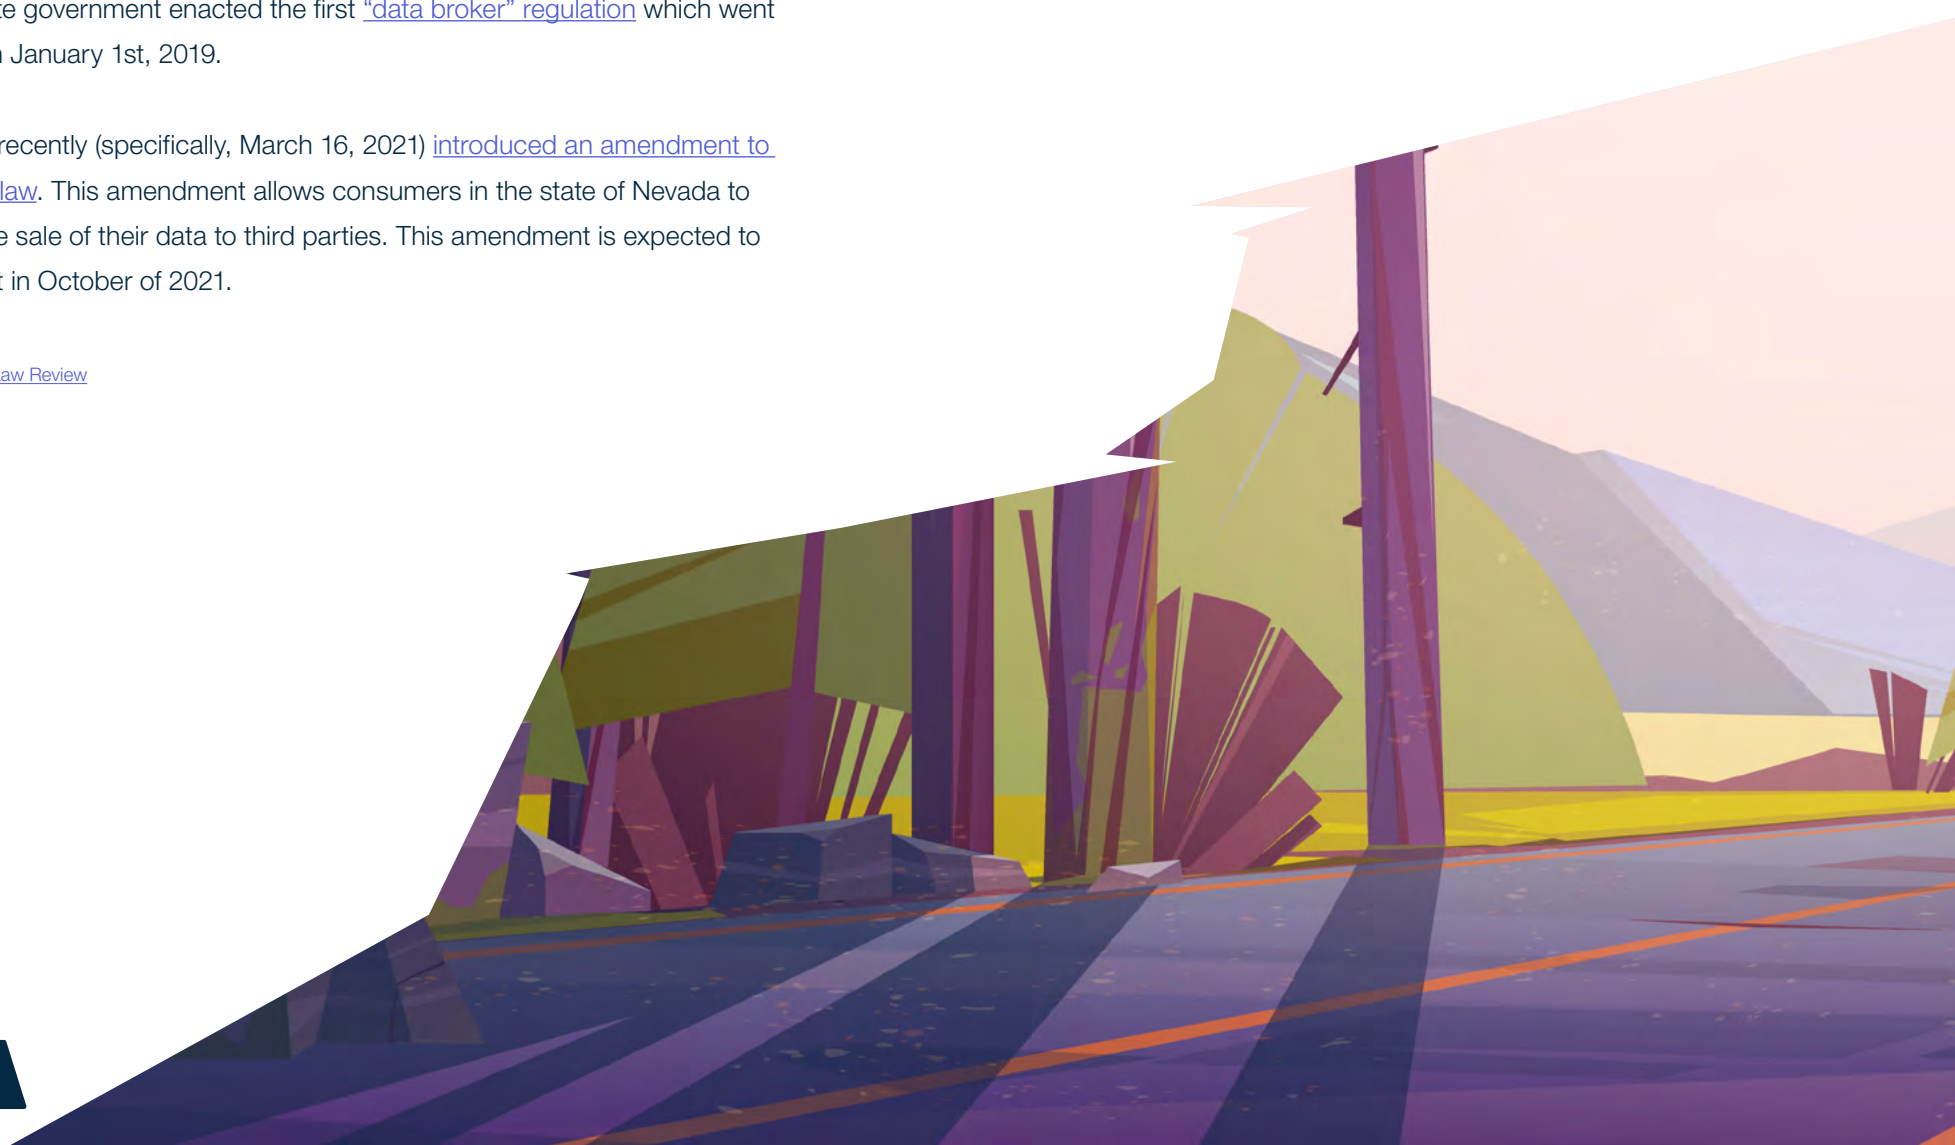 government enacted the first “data broker” regulation which went
January 1st, 2019.
recently (specifically, March 16, 2021) introduced an amendment to
law. This amendment allows consumers in the state of Nevada to
sale of their data to third parties. This amendment is expected to
in October of 2021.
Review